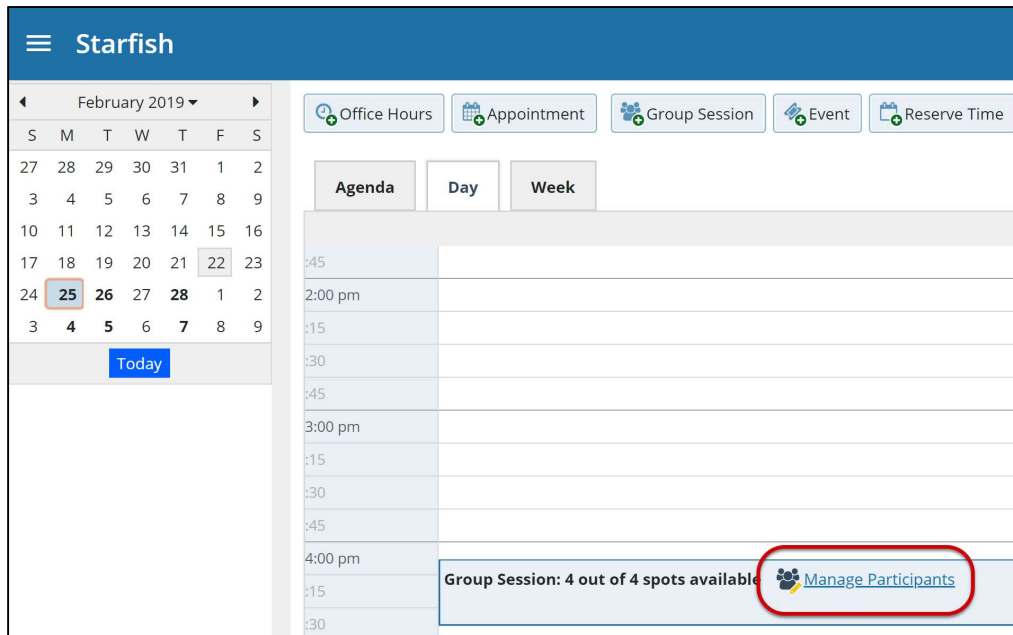 Starfish
February 2019
S M T W T F S
27 28 29 30 31 1 2
3 4 5 6 7 8 9
10 11 12 13 14 15 16
17 18 19 20 21 22 23
24 25 26 27 28 1 2
3 4 5 6 7 8 9
Today
Office Hours Appointment Group Session Event Reserve Time
Agenda Day Week
:45
2:00 pm
:15
:30
:45
3:00 pm
:15
:30
:45
4:00 pm
Group Session: 4 out of 4 spots available Manage Participants
:15
:30